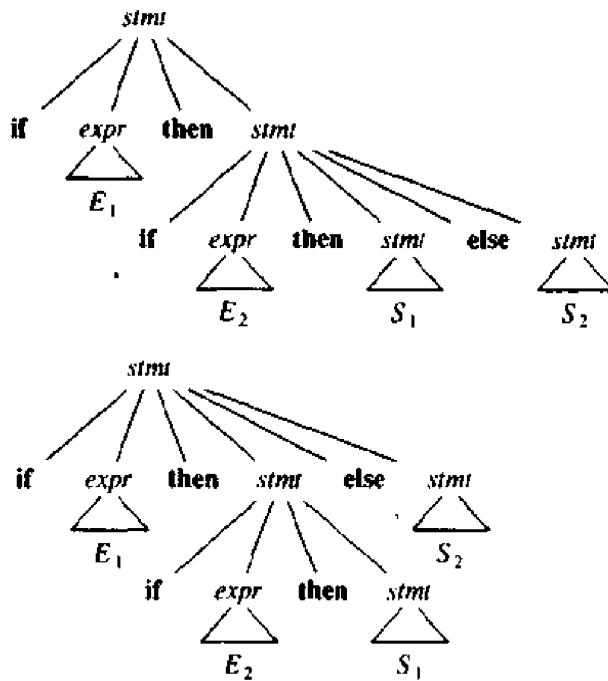 stmt
if expr then stmt
E1
if expr then stmt else stmt
E2 S1 S2
stmt
if expr then stmt else stmt
E1 S2
if expr then stmt
E2 S1